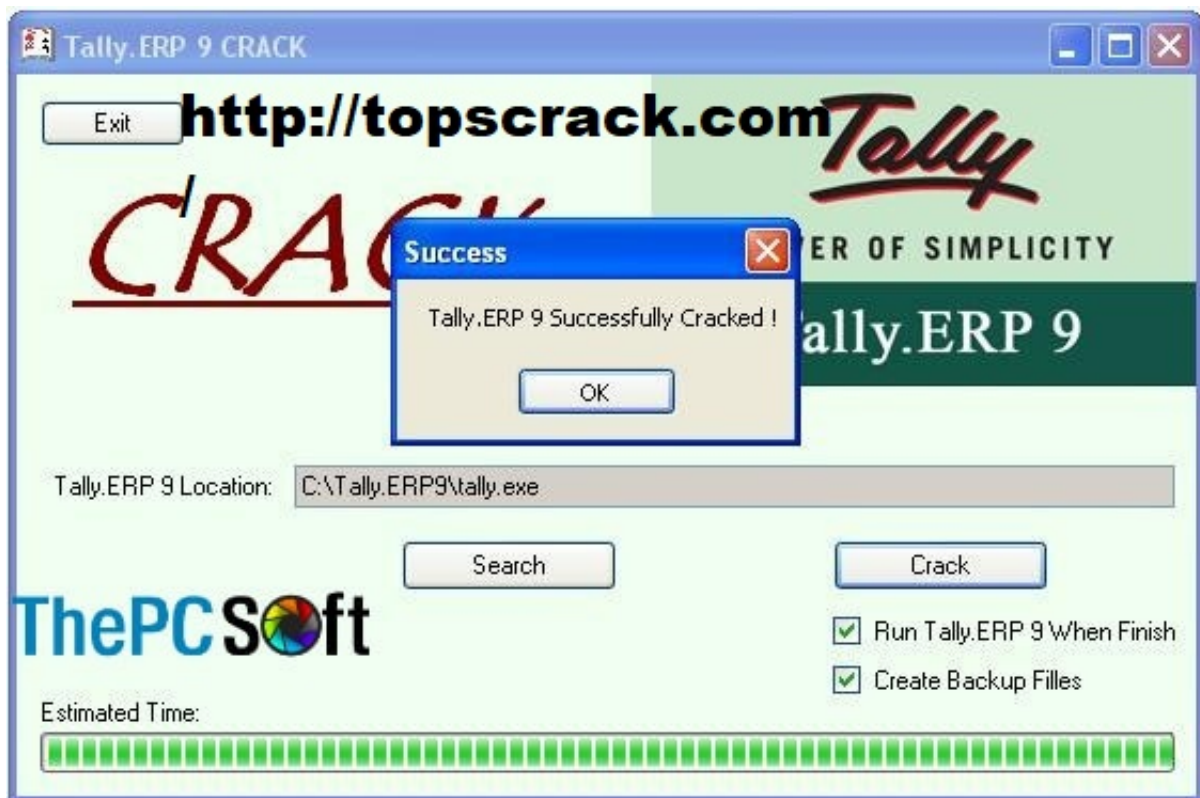 Tally.ERP 9 CRACK
Exit
http://topscrack.com
/
Tally
ER OF SIMPLICITY
ally.ERP 9
Success
Tally.ERP 9 Successfully Cracked !
OK
Tally.ERP 9 Location:
C:\Tally.ERP9\tally.exe
Search
Crack
ThePCSoft
Run Tally.ERP 9 When Finish
Create Backup Filles
Estimated Time: